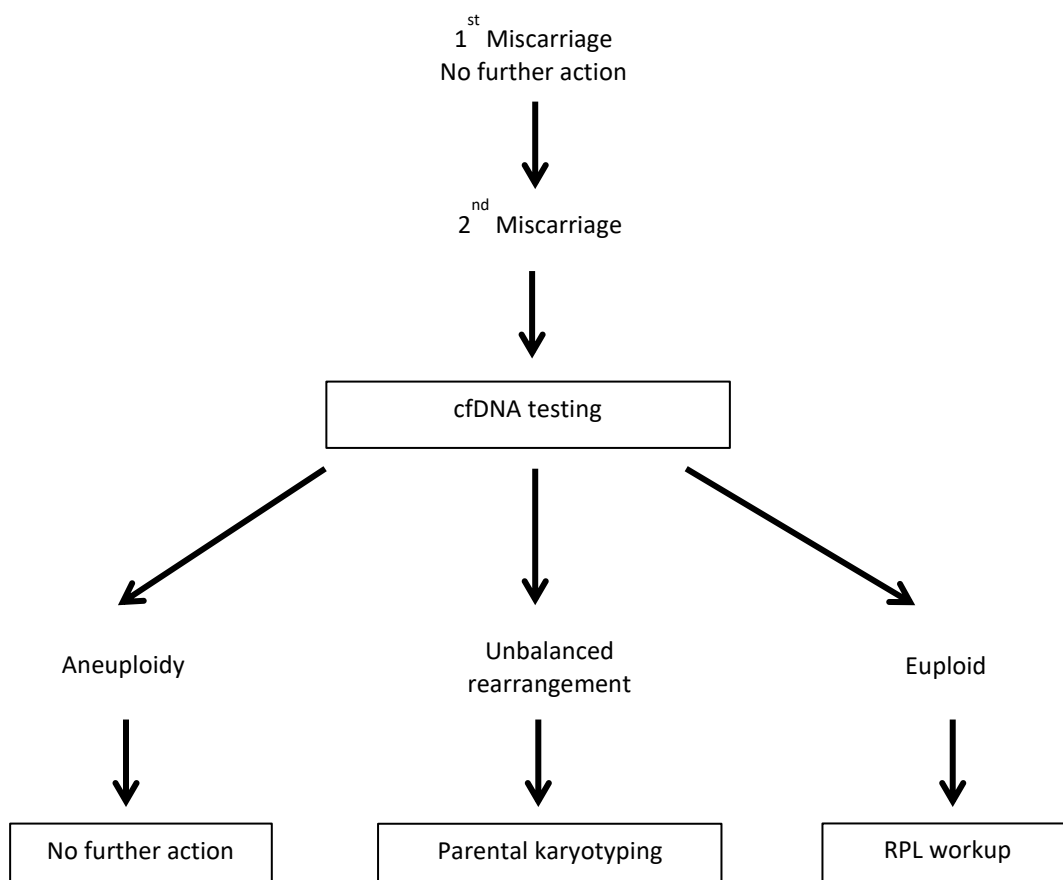 1st Miscarriage
No further action
2nd Miscarriage
cfDNA testing
Aneuploidy
Unbalanced
rearrangement
Euploid
No further action
Parental karyotyping
RPL workup